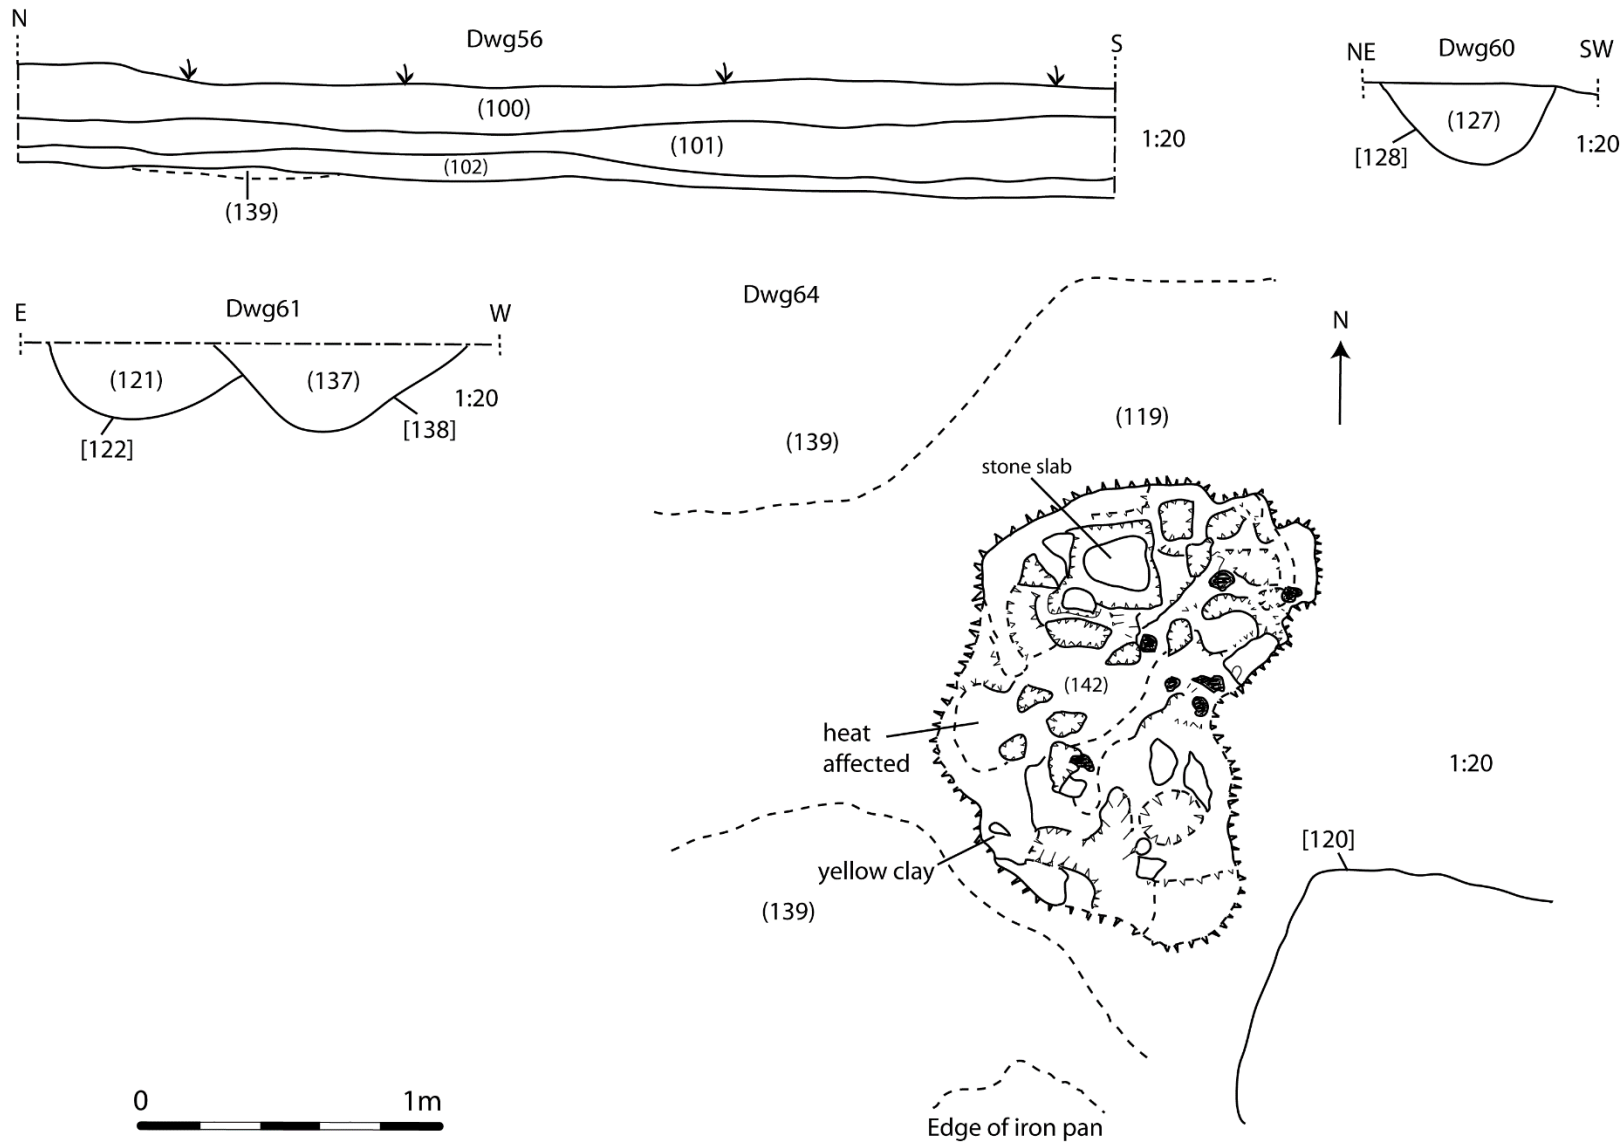 N
Dwg56
S
(100)
(101)
(102)
(139)
1:20
NE
Dwg60
SW
(127)
[128]
1:20
E
Dwg61
W
(121)
(137)
1:20
[122]
[138]
Dwg64
N
(139)
(119)
stone slab
(142)
heat
affected
1:20
yellow clay
[120]
(139)
Edge of iron pan
0
1m